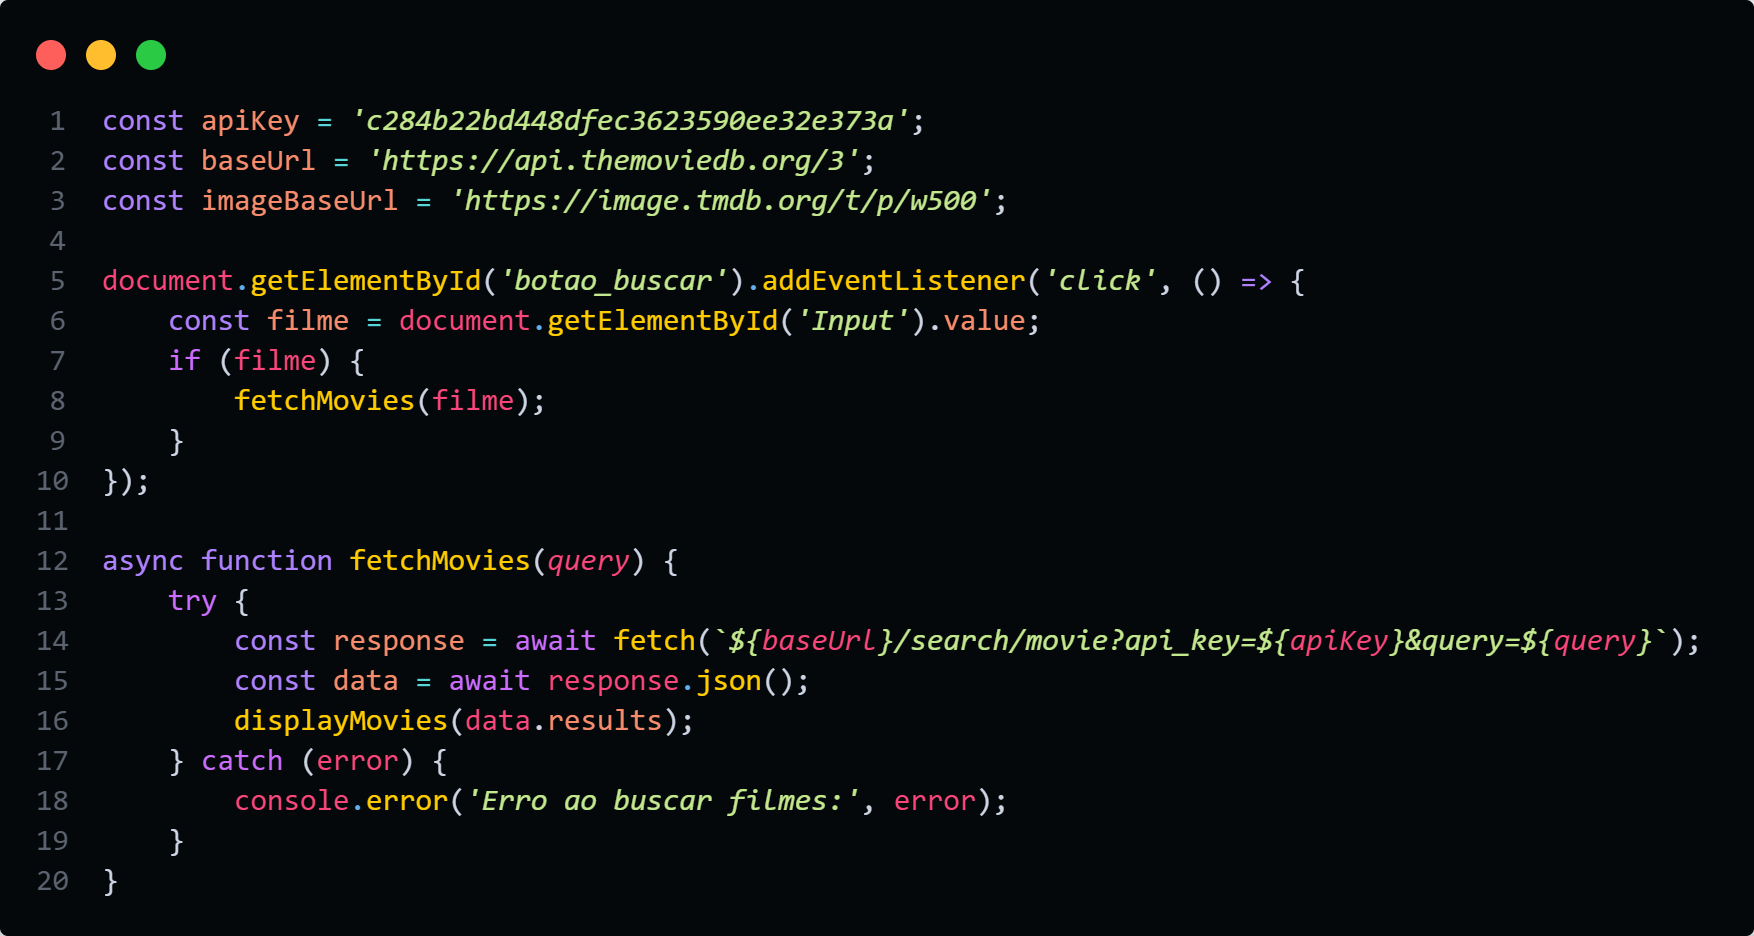 1 const apiKey = 'c284b22bd448dfec3623590ee32e373a';
2 const baseUrl = 'https://api.themoviedb.org/3';
3 const imageBaseUrl = 'https://image.tmdb.org/t/p/w500';
4
5 document.getElementById('botao_buscar').addEventListener('click', () => {
6     const filme = document.getElementById('Input').value;
7     if (filme) {
8         fetchMovies(filme);
9     }
10 });
11
12 async function fetchMovies(query) {
13     try {
14         const response = await fetch(`${baseUrl}/search/movie?api_key=${apiKey}&query=${query}`);
15         const data = await response.json();
16         displayMovies(data.results);
17     } catch (error) {
18         console.error('Erro ao buscar filmes:', error);
19     }
20 }